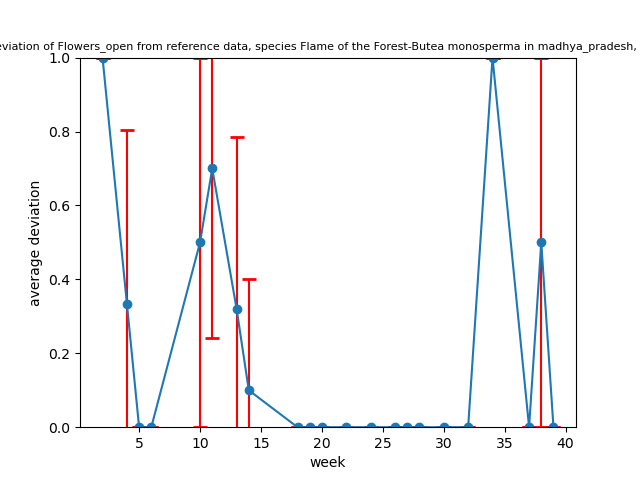 eviation of Flowers_open from reference data, species Flame of the Forest-Butea monosperma in madhya_pradesh,
1.0
0.8
0.6
0.4
0.2
0.0
average deviation
5 10 15 20 25 30 35 40
week